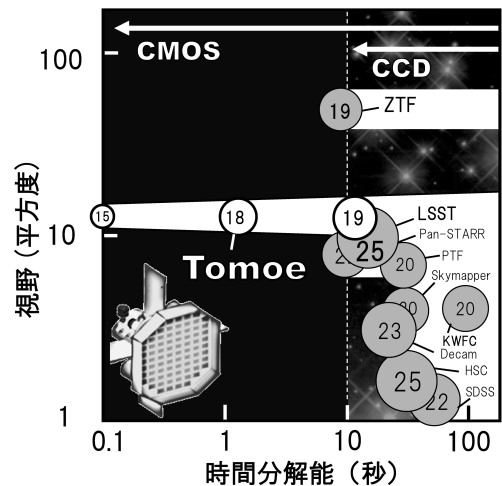 100
CMOS
CCD
19
ZTF
視野（平方度）
15
18
19
LSST
10
25
Pan-STARR
20
PTF
Tomoe
Skymapper
20
KWFC
23
Decam
HSC
25
22
SDSS
1
0.1
1
10
100
時間分解能（秒）